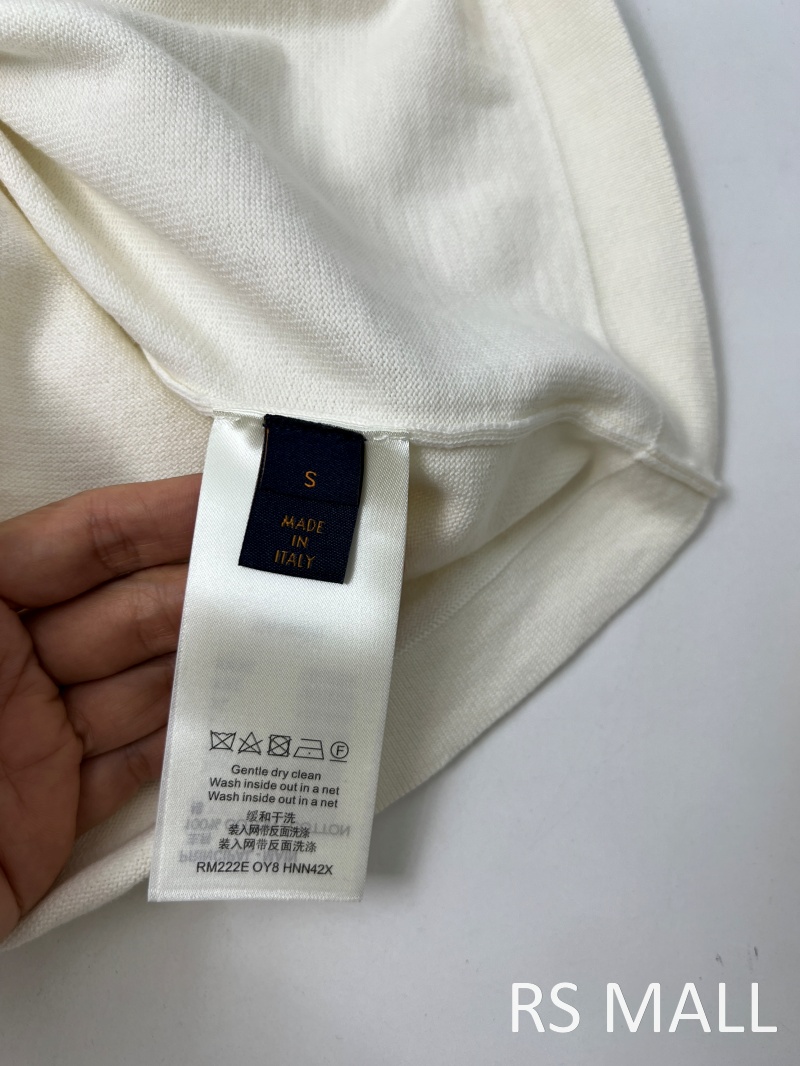 S
MADE
IN
ITALY
F
Gentle dry clean
Wash inside out in a net
Wash inside out in a net
缓和干洗
装入网带反面洗涤
装入网带反面洗涤
RM222E OY8 HNN42X
RS MALL